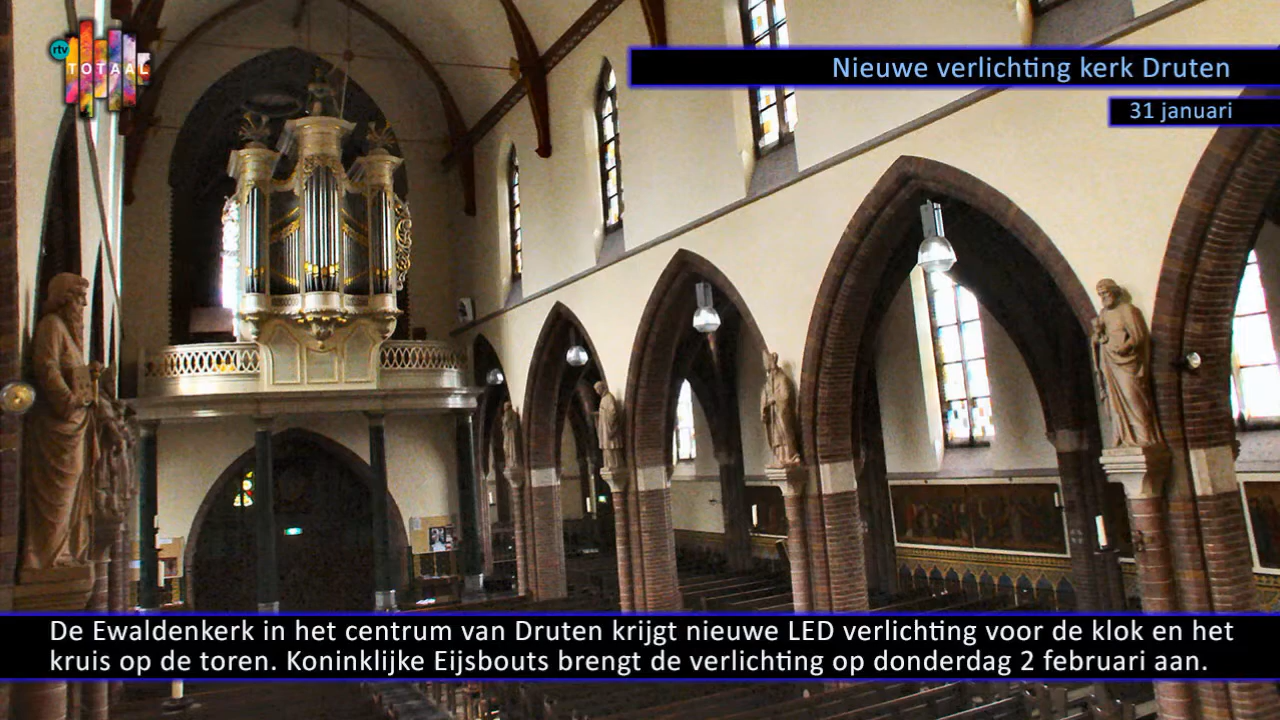 rtv
TOTAAL
Nieuwe verlichting kerk Druten
31 januari
De Ewaldenkerk in het centrum van Druten krijgt nieuwe LED verlichting voor de klok en het
kruis op de toren. Koninklijke Eijsbouts brengt de verlichting op donderdag 2 februari aan.